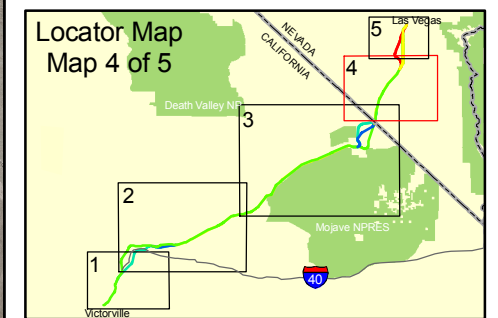 Locator Map
Map 4 of 5
Las Vegas
5
NEVADA
CALIFORNIA
4
Death Valley NP
3
2
Mojave NPRES
1
40
Victorville